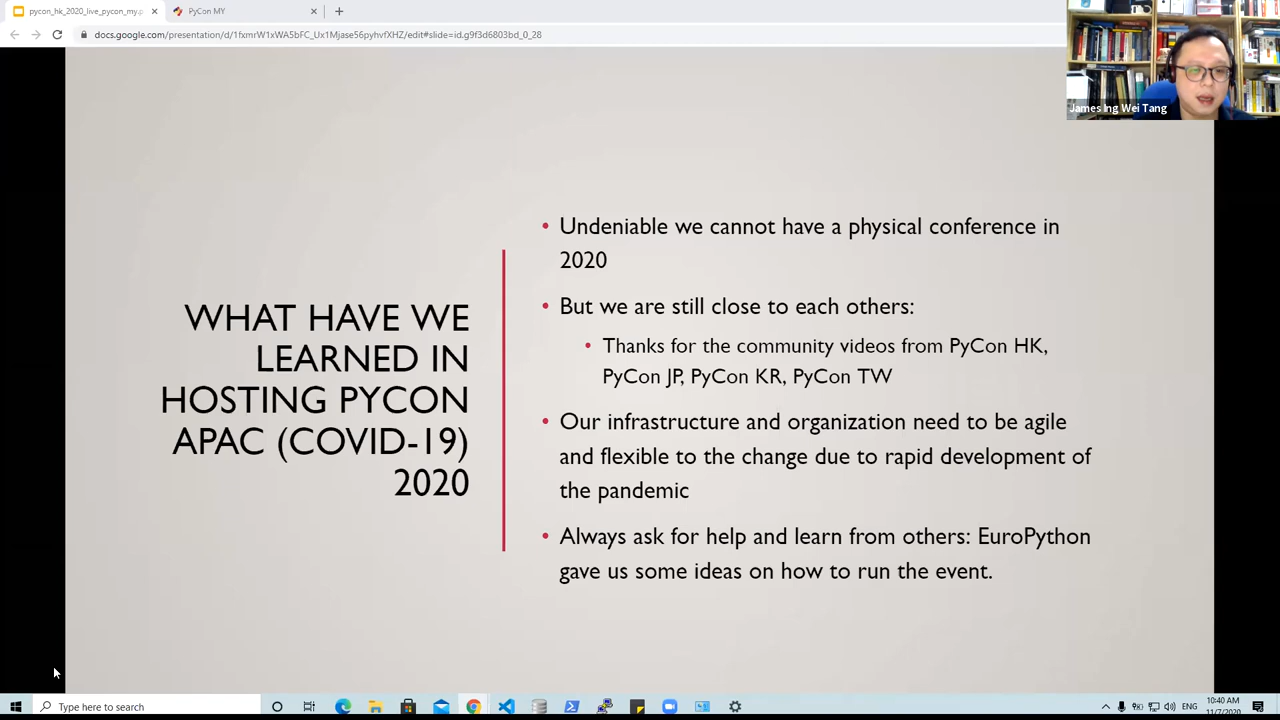 pycon_hk_2020_live_pycon_my.p
PyCon MY
docs.google.com/presentation/d/1fxmrW1xWA5bFC_Ux1Mjase56pyhvfXHZ/edit#slide=id.g9f3d6803bd_0_28
James Ing Wei Tang
WHAT HAVE WE
LEARNED IN
HOSTING PYCON
APAC (COVID-19)
2020
• Undeniable we cannot have a physical conference in
2020
• But we are still close to each others:
• Thanks for the community videos from PyCon HK,
PyCon JP, PyCon KR, PyCon TW
• Our infrastructure and organization need to be agile
and flexible to the change due to rapid development of
the pandemic
• Always ask for help and learn from others: EuroPython
gave us some ideas on how to run the event.
Type here to search
ENG
10:40 AM
11/7/2020